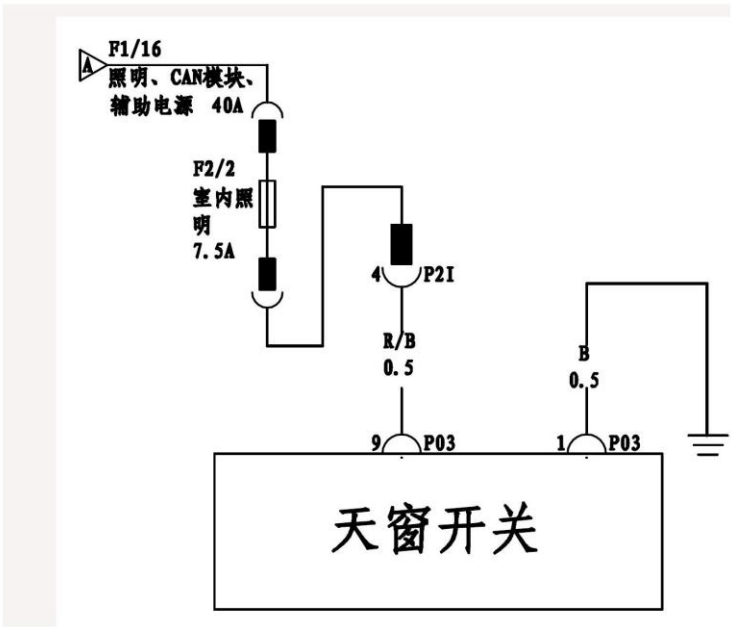 A
F1/16
照明、CAN模块、
辅助电源 40A
F2/2
室内照
明
7.5A
4 P2I
R/B
0.5
B
0.5
9 P03
1 P03
天窗开关